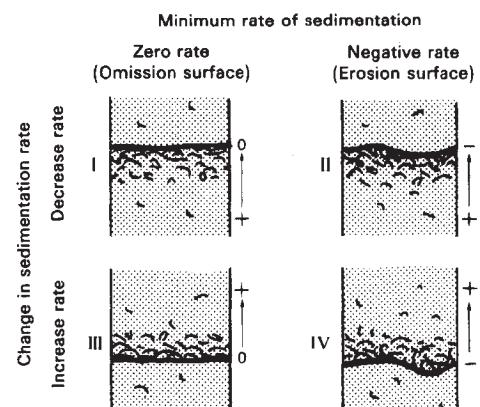 Minimum rate of sedimentation
Zero rate
(Omission surface)
Negative rate
(Erosion surface)
Change in sedimentation rate
Decrease rate
I
0
+
II
−
+
Increase rate
III
+
0
IV
+
−